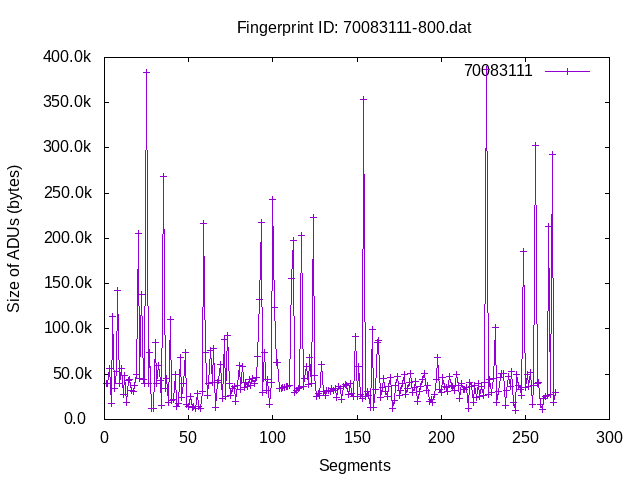 Fingerprint ID: 70083111-800.dat
70083111
400.0k
350.0k
300.0k
250.0k
200.0k
150.0k
100.0k
50.0k
0.0
Size of ADUs (bytes)
0 50 100 150 200 250 300
Segments